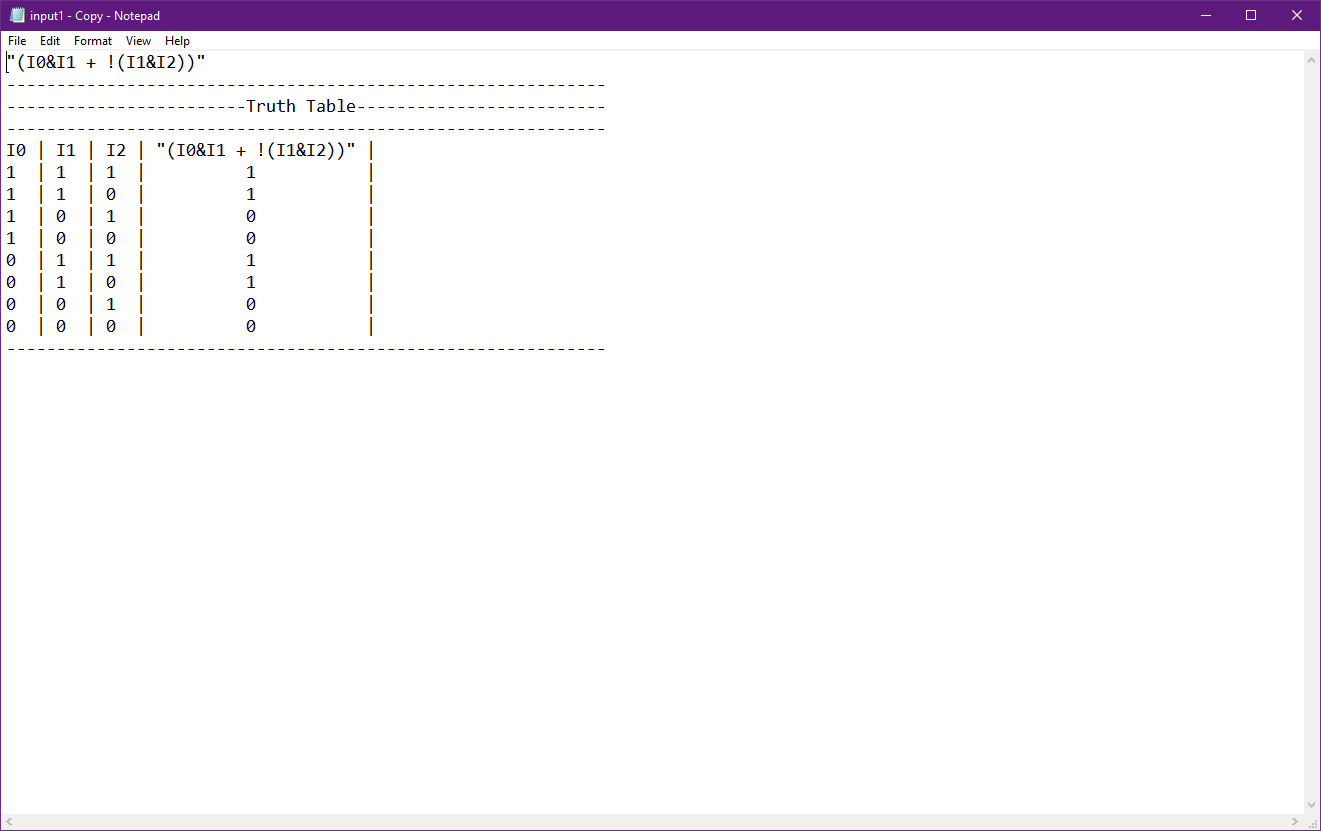 input1 - Copy - Notepad
File Edit Format View Help
"(I0&I1 + !(I1&I2))"
------------------------------------------------------------
------------------------Truth Table-------------------------
------------------------------------------------------------
I0 | I1 | I2 | "(I0&I1 + !(I1&I2))" |
1  | 1  | 1  |          1           |
1  | 1  | 0  |          1           |
1  | 0  | 1  |          0           |
1  | 0  | 0  |          0           |
0  | 1  | 1  |          1           |
0  | 1  | 0  |          1           |
0  | 0  | 1  |          0           |
0  | 0  | 0  |          0           |
------------------------------------------------------------